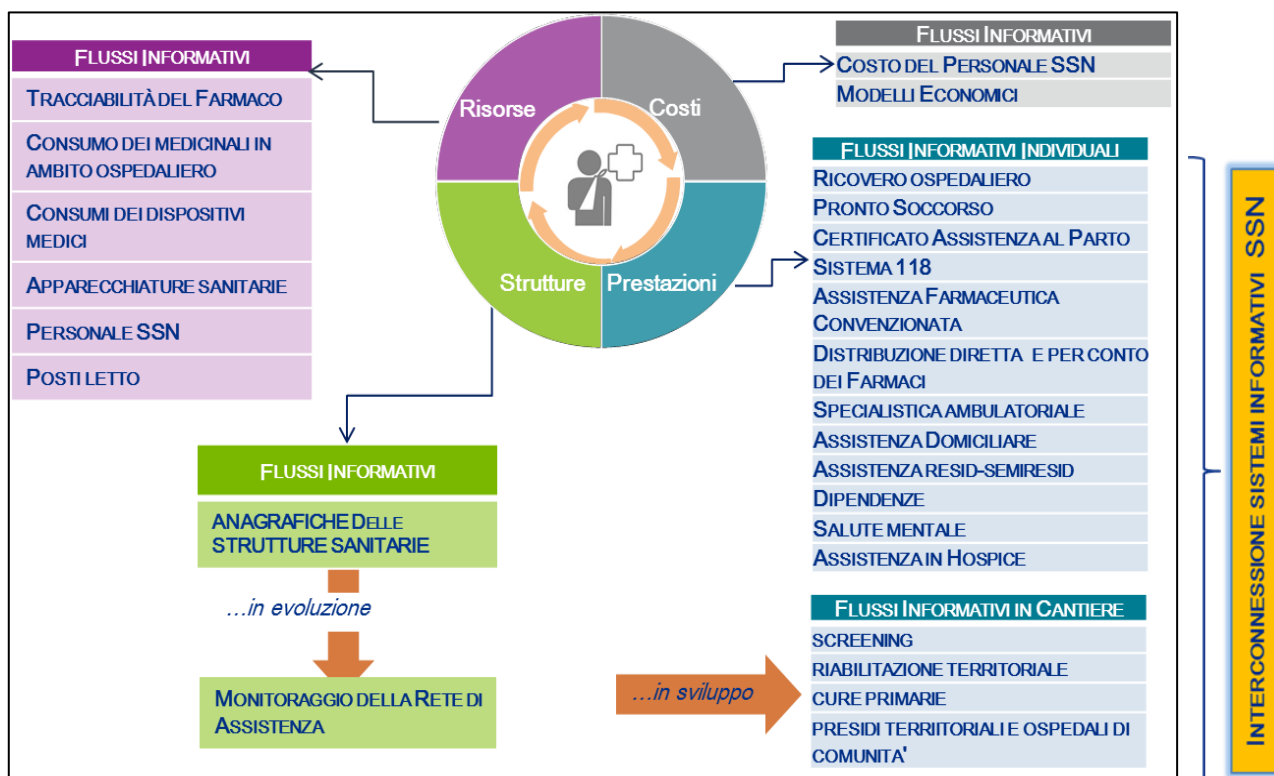 FLUSSI INFORMATIVI
TRACCIABILITÀ DEL FARMACO
CONSUMO DEI MEDICINALI IN
AMBITO OSPEDALIERO
CONSUMI DEI DISPOSITIVI
MEDICI
APPARECCHIATURE SANITARIE
PERSONALE SSN
POSTI LETTO
Risorse
Costi
Strutture
Prestazioni
FLUSSI INFORMATIVI
COSTO DEL PERSONALE SSN
MODELLI ECONOMICI
FLUSSI INFORMATIVI INDIVIDUALI
RICOVERO OSPEDALIERO
PRONTO SOCCORSO
CERTIFICATO ASSISTENZA AL PARTO
SISTEMA 118
ASSISTENZA FARMACEUTICA
CONVENZIONATA
DISTRIBUZIONE DIRETTA E PER CONTO
DEI FARMACI
SPECIALISTICA AMBULATORIALE
ASSISTENZA DOMICILIARE
ASSISTENZA RESID-SEMIRESID
DIPENDENZE
SALUTE MENTALE
ASSISTENZA IN HOSPICE
FLUSSI INFORMATIVI
ANAGRAFICHE DELLE
STRUTTURE SANITARIE
...in evoluzione
MONITORAGGIO DELLA RETE DI
ASSISTENZA
...in sviluppo
FLUSSI INFORMATIVI IN CANTIERE
SCREENING
RIABILITAZIONE TERRITORIALE
CURE PRIMARIE
PRESIDI TERRIITORIALI E OSPEDALI DI
COMUNITA'
INTERCONNESSIONE SISTEMI INFORMATIVI SSN